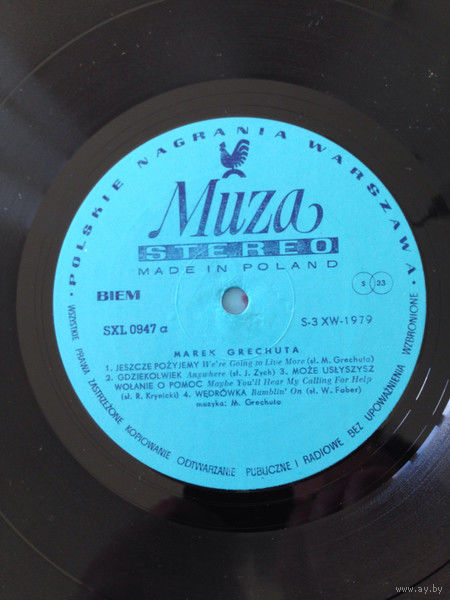 · POLSKIE NAGRANIA WARSZAWA ·
Muza
STEREO
MADE IN POLAND
BIEM
S 33
SXL 0947 a
S-3 XW-1979
MAREK GRECHUTA
1. JESZCZE POŻYJEMY We're Going to Live More (sł. M. Grechuta)
2. GDZIEKOLWIEK Anywhere (sł. J. Zych) 3. MOŻE USŁYSZYSZ
WOŁANIE O POMOC Maybe You'll Hear My Calling For Help
(sł. R. Krynicki) 4. WĘDRÓWKA Ramblin' On (sł. W. Faber)
muzyka: M. Grechuta
WSZYSTKIE PRAWA ZASTRZEŻONE KOPIOWANIE ODTWARZANIE PUBLICZNE I RADIOWE BEZ UPOWAŻNIENIA WZBRONIONE
www.ay.by